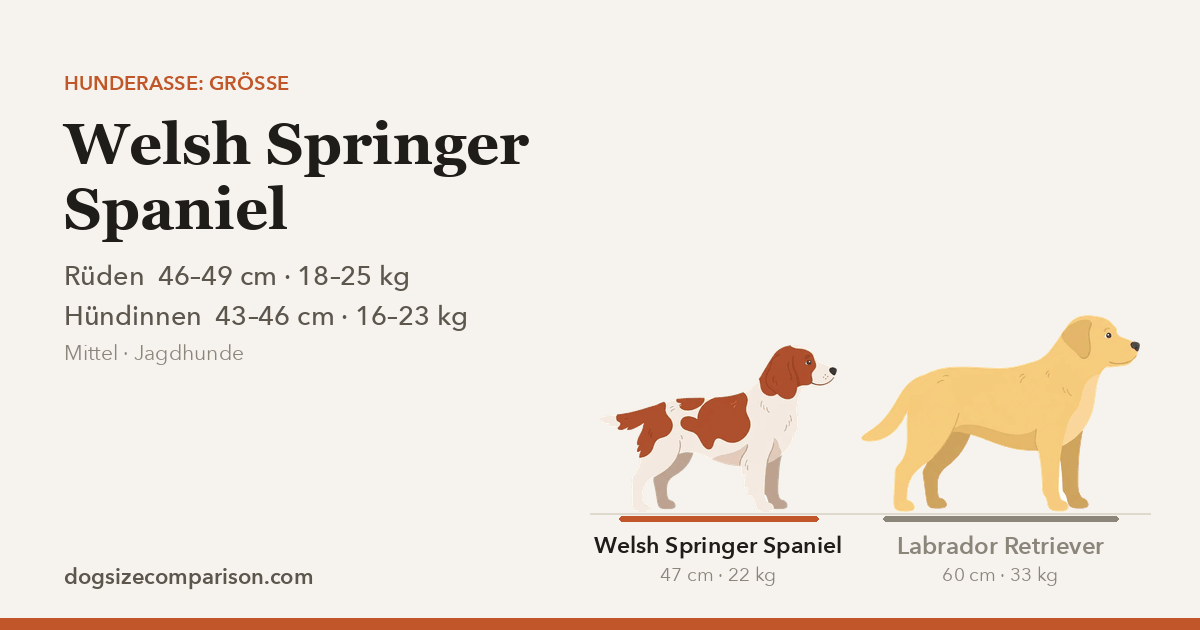 HUNDERASSE: GRÖSSE
Welsh Springer
Spaniel
Rüden 46–49 cm · 18–25 kg
Hündinnen 43–46 cm · 16–23 kg
Mittel · Jagdhunde
Welsh Springer Spaniel
47 cm · 22 kg
Labrador Retriever
60 cm · 33 kg
dogsizecomparison.com